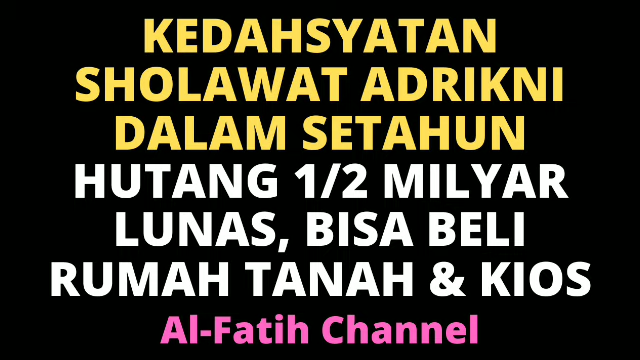 KEDAHSYATAN
SHOLAWAT ADRIKNI
DALAM SETAHUN
HUTANG 1/2 MILYAR
LUNAS, BISA BELI
RUMAH TANAH & KIOS
Al-Fatih Channel